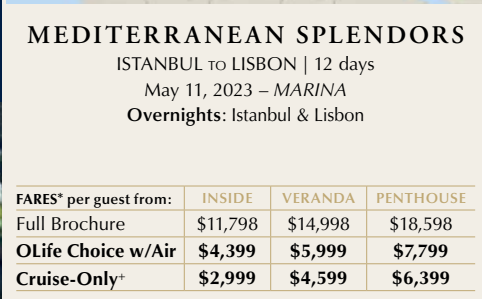 MEDITERRANEAN SPLENDORS
ISTANBUL TO LISBON | 12 days
May 11, 2023 – MARINA
Overnights: Istanbul & Lisbon
FARES* per guest from: INSIDE VERANDA PENTHOUSE
Full Brochure $11,798 $14,998 $18,598
OLife Choice w/Air $4,399 $5,999 $7,799
Cruise-Only+ $2,999 $4,599 $6,399